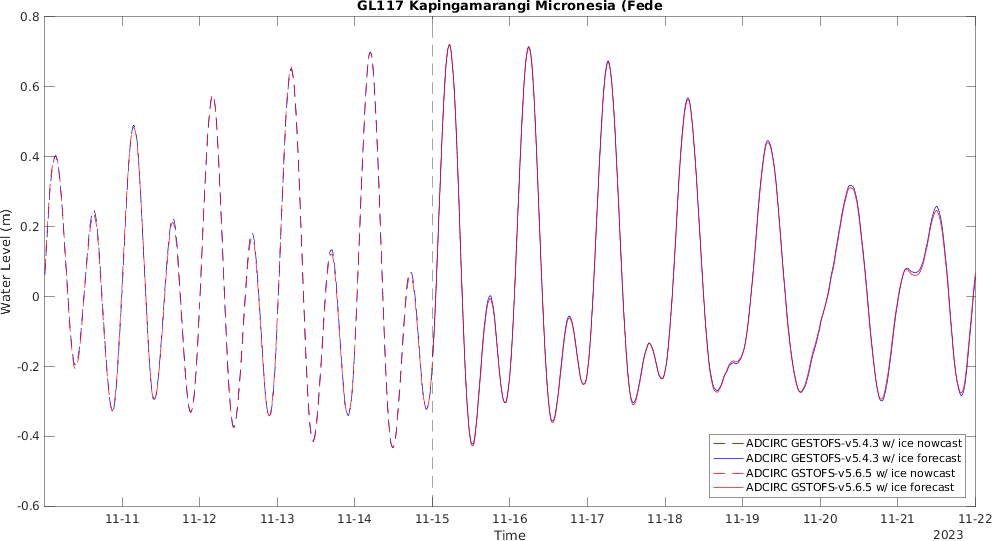 GL117 Kapingamarangi Micronesia (Fede
0.8
0.6
0.4
0.2
0
-0.2
-0.4
-0.6
Water Level (m)
ADCIRC GESTOFS-v5.4.3 w/ ice nowcast
ADCIRC GESTOFS-v5.4.3 w/ ice forecast
ADCIRC GSTOFS-v5.6.5 w/ ice nowcast
ADCIRC GSTOFS-v5.6.5 w/ ice forecast
11-11 11-12 11-13 11-14 11-15 11-16 11-17 11-18 11-19 11-20 11-21 11-22
Time
2023